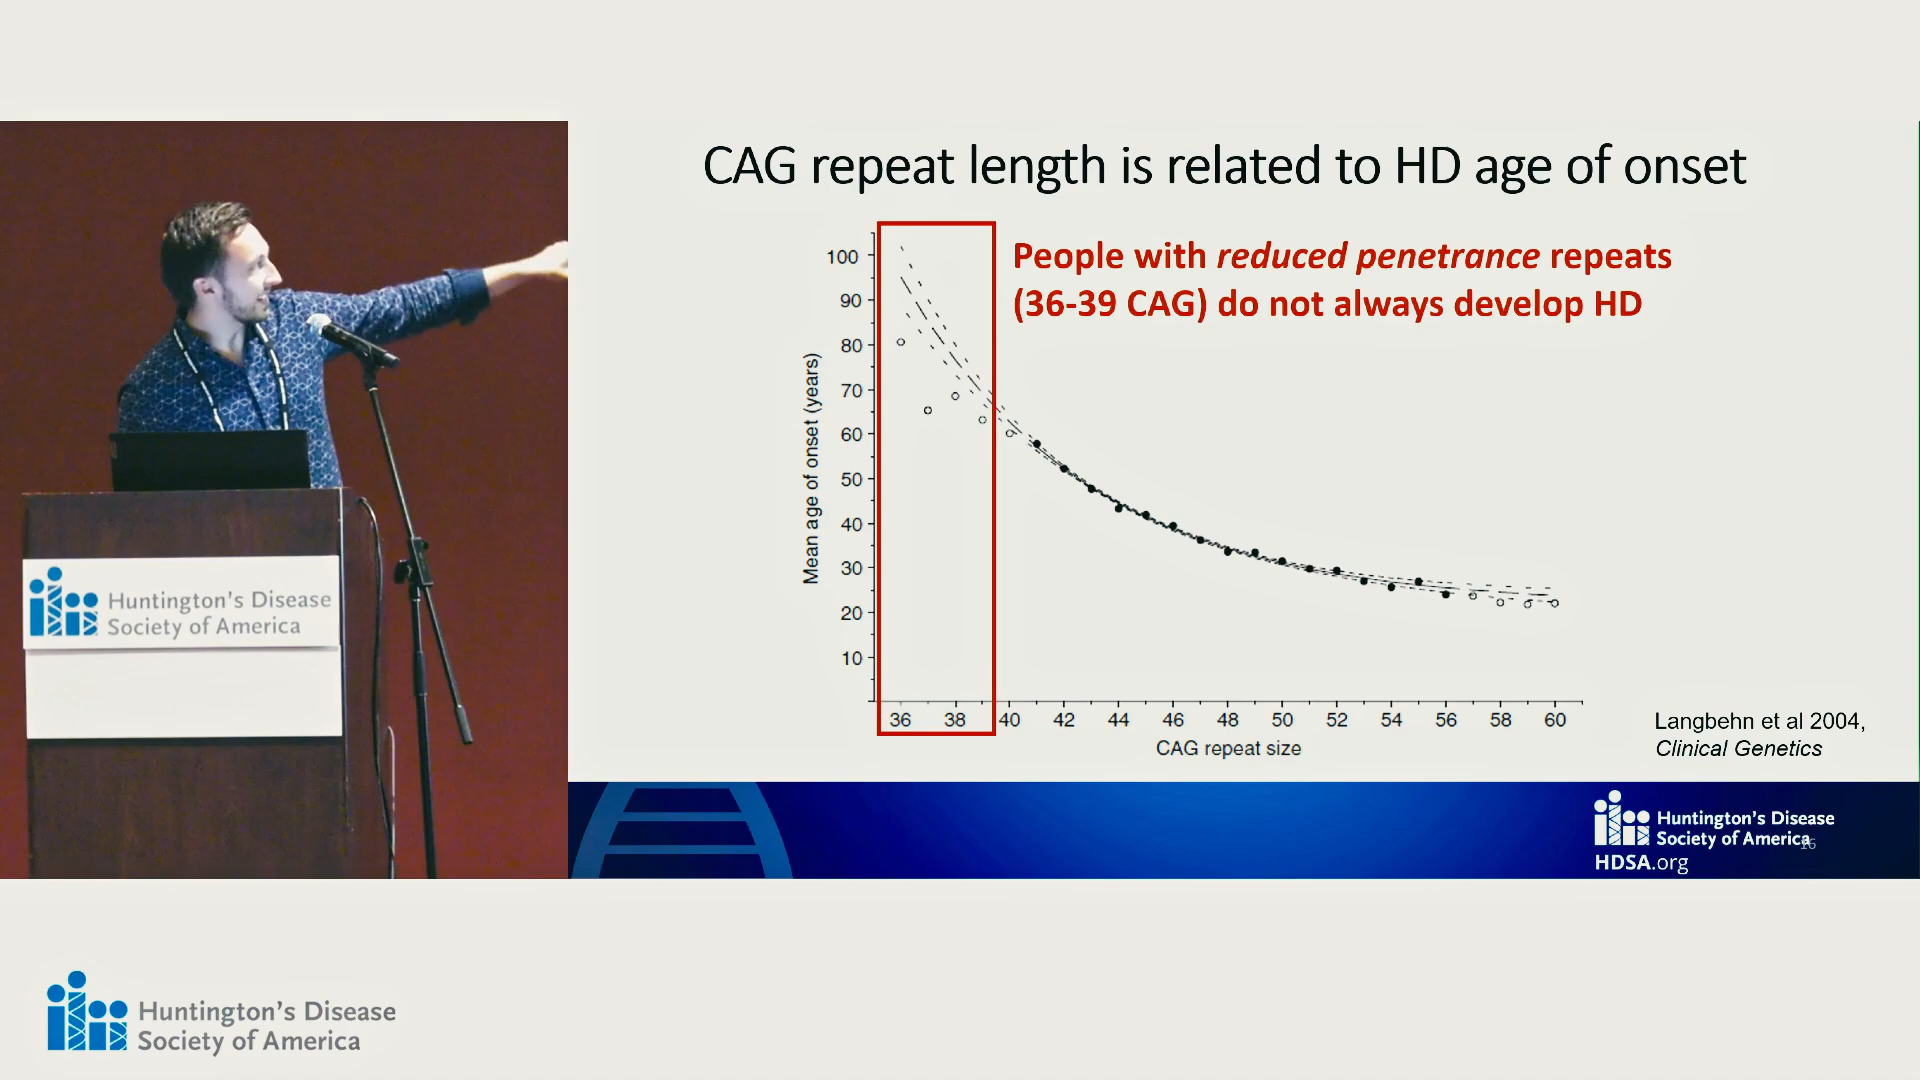 CAG repeat length is related to HD age of onset
People with reduced penetrance repeats
(36-39 CAG) do not always develop HD
Mean age of onset (years)
100
90
80
70
60
50
40
30
20
10
36 38 40 42 44 46 48 50 52 54 56 58 60
CAG repeat size
Langbehn et al 2004,
Clinical Genetics
Huntington's Disease
Society of America
Huntington's Disease
Society of America
16
HDSA.org
Huntington's Disease
Society of America